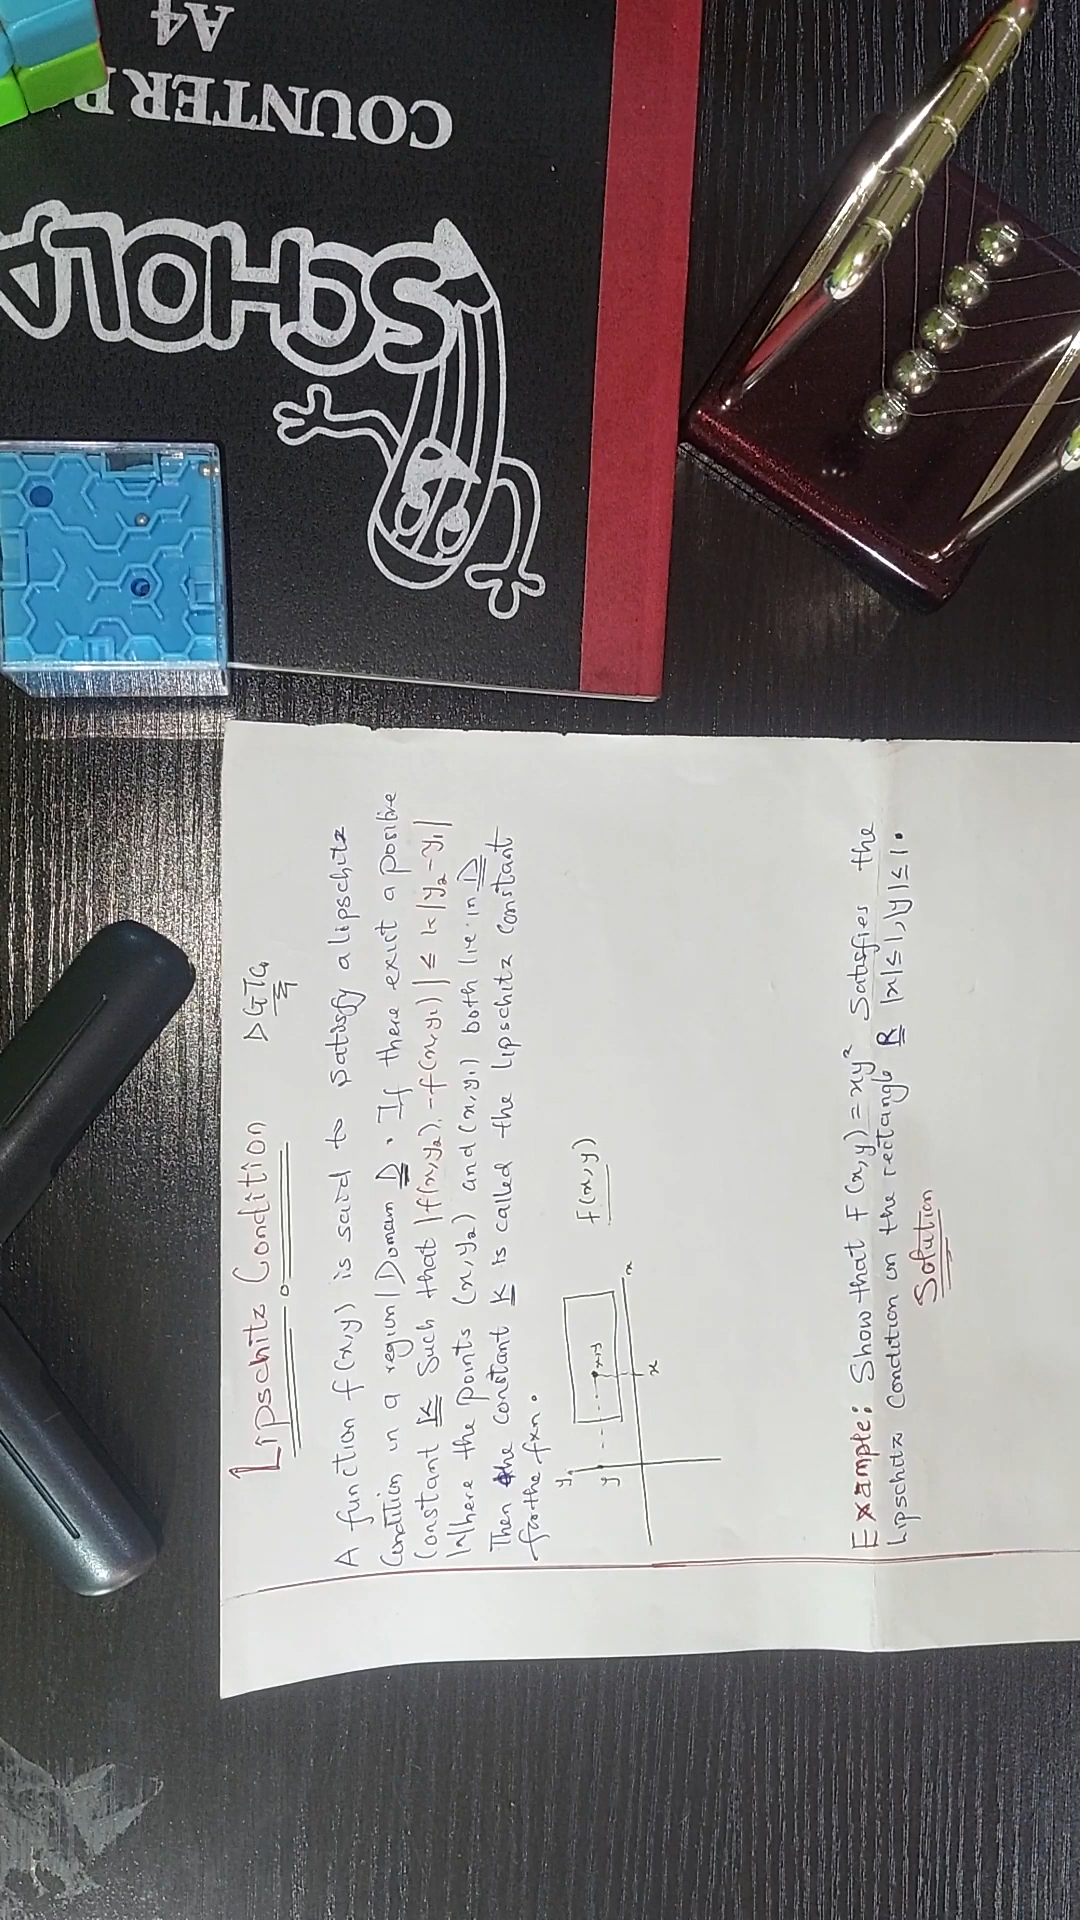 Lipschitz Condition
A function f(x,y) is said to satisfy a lipschitz
Condition in a region/Domain D. If there exist a positive
Constant K Such that |f(x,y₂)-f(x,y₁)| ≤ K|y₂-y₁|
Where the points (x,y₂) and (x,y₁) both lie in D
Then the Constant K is called the Lipschitz Constant
for the fxn.
y
y
x,y
x
x
f(x,y)
Example: Show that F(x,y)=xy² Satisfies the
Lipschitz Condition on the rectangle R |x|≤1,|y|≤1.
Solution
SCHOLA
COUNTER
A4